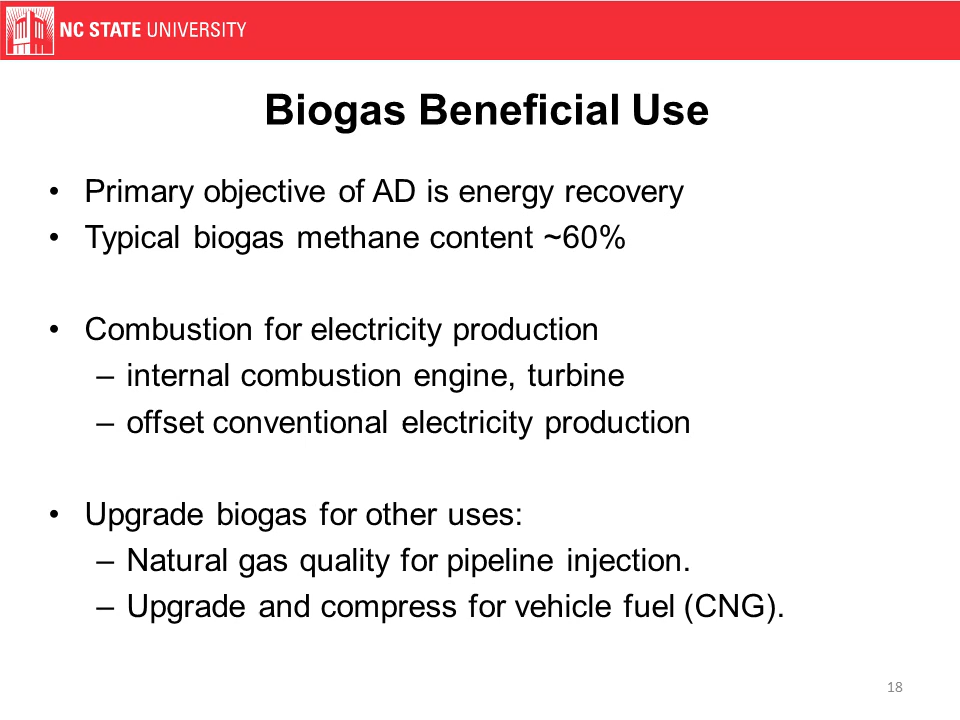 NC STATE UNIVERSITY
Biogas Beneficial Use
• Primary objective of AD is energy recovery
• Typical biogas methane content ~60%
• Combustion for electricity production
– internal combustion engine, turbine
– offset conventional electricity production
• Upgrade biogas for other uses:
– Natural gas quality for pipeline injection.
– Upgrade and compress for vehicle fuel (CNG).
18